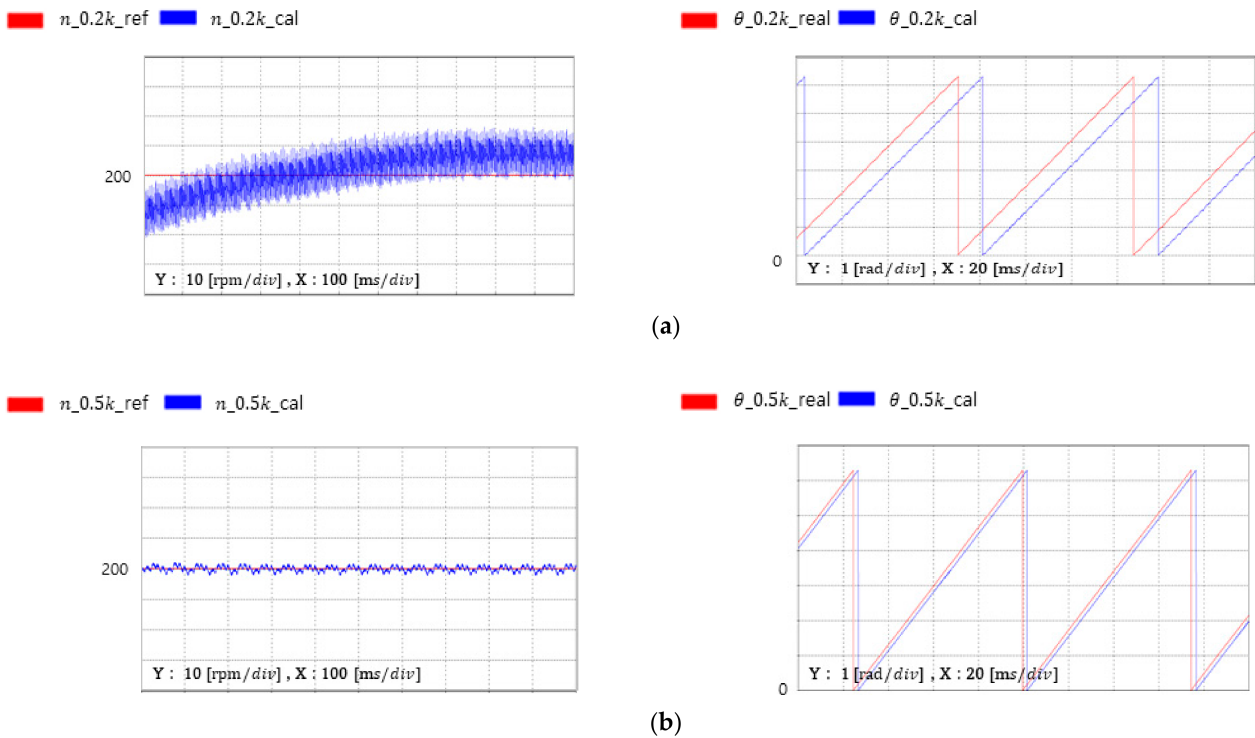 n_0.2k_ref n_0.2k_cal
θ_0.2k_real θ_0.2k_cal
200
Y : 10 [rpm/div] , X : 100 [ms/div]
0
Y : 1 [rad/div] , X : 20 [ms/div]
(a)
n_0.5k_ref n_0.5k_cal
θ_0.5k_real θ_0.5k_cal
200
Y : 10 [rpm/div] , X : 100 [ms/div]
0
Y : 1 [rad/div] , X : 20 [ms/div]
(b)